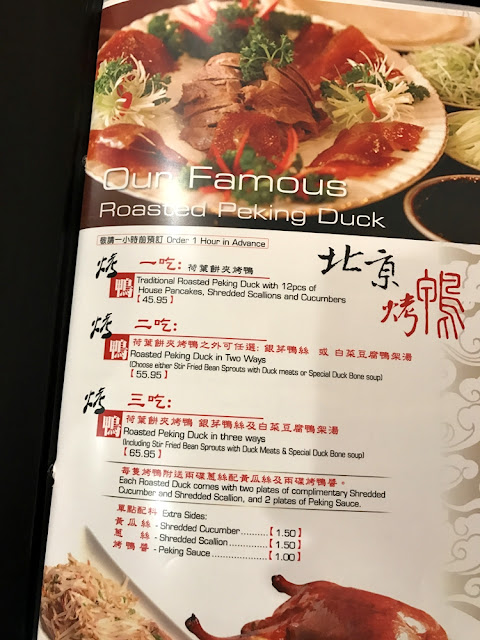 Our Famous
Roasted Peking Duck
敬請一小時前預訂 Order 1 Hour in Advance
北京
烤鴨
烤鴨 一吃: 荷葉餅夾烤鴨
Traditional Roasted Peking Duck with 12pcs of
House Pancakes, Shredded Scallions and Cucumbers
【45.95】
烤鴨 二吃:
荷葉餅夾烤鴨之外可任選: 銀芽鴨絲 或 白菜豆腐鴨架湯
Roasted Peking Duck in Two Ways
(Choose either Stir Fried Bean Sprouts with Duck meats or Special Duck Bone soup)
【55.95】
烤鴨 三吃:
荷葉餅夾烤鴨 銀芽鴨絲及白菜豆腐鴨架湯
Roasted Peking Duck in three ways
(Including Stir Fried Bean Sprouts with Duck Meats & Special Duck Bone soup)
【65.95】
每隻烤鴨附送兩碟蔥絲配黃瓜絲及兩碟烤鴨醬。
Each Roasted Duck comes with two plates of complimentary Shredded
Cucumber and Shredded Scallion, and 2 plates of Peking Sauce.
單點配料 Extra Sides:
黃瓜絲 - Shredded Cucumber..........【1.50】
蔥絲 - Shredded Scallion..............【1.50】
烤鴨醬 - Peking Sauce...................【1.00】